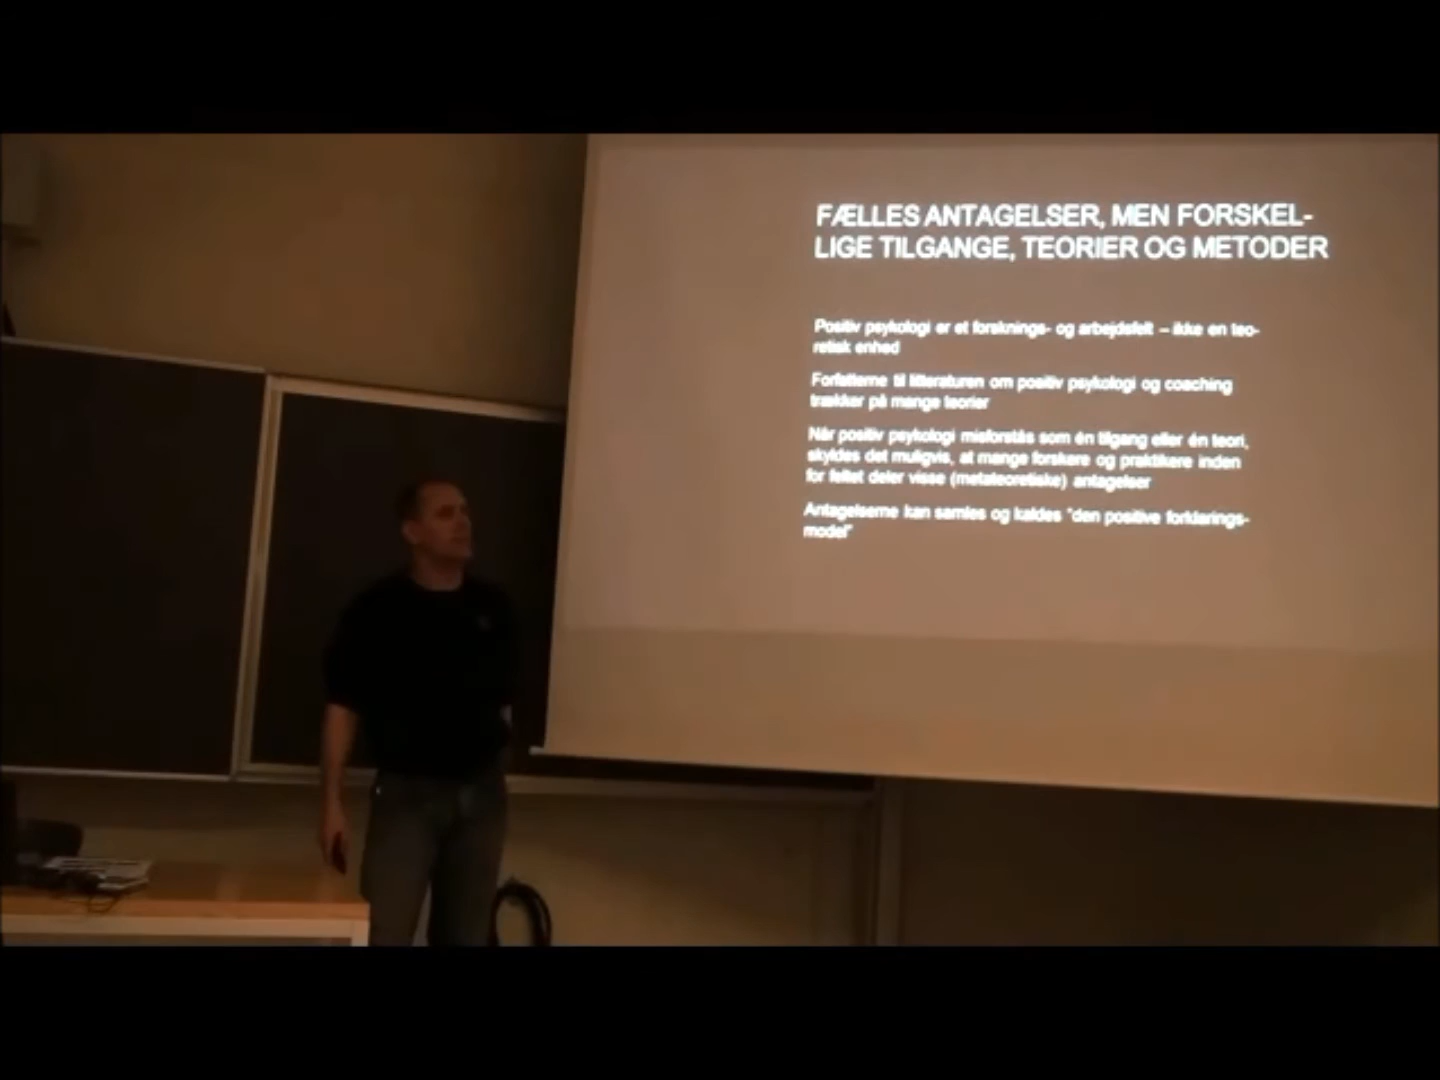 FÆLLES ANTAGELSER, MEN FORSKEL-
LIGE TILGANGE, TEORIER OG METODER
Positiv psykologi er et forsknings- og arbejdsfelt – ikke en teo-
retisk enhed
Forfatterne til litteraturen om positiv psykologi og coaching
trækker på mange teorier
Når positiv psykologi misforstås som én tilgang eller én teori,
skyldes det muligvis, at mange forskere og praktikere inden
for feltet deler visse (metateoretiske) antagelser
Antagelserne kan samles og kaldes "den positive forklarings-
model"